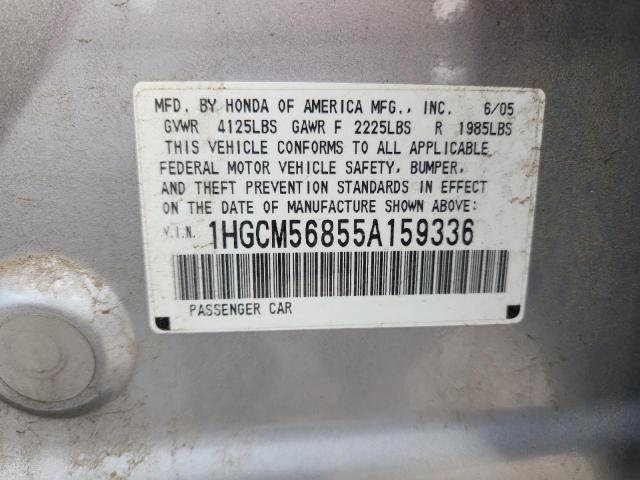 MFD. BY HONDA OF AMERICA MFG., INC. 6/05
GVWR 4125LBS GAWR F 2225LBS R 1985LBS
THIS VEHICLE CONFORMS TO ALL APPLICABLE
FEDERAL MOTOR VEHICLE SAFETY, BUMPER,
AND THEFT PREVENTION STANDARDS IN EFFECT
ON THE DATE OF MANUFACTURE SHOWN ABOVE:
V.I.N. 1HGCM56855A159336
PASSENGER CAR